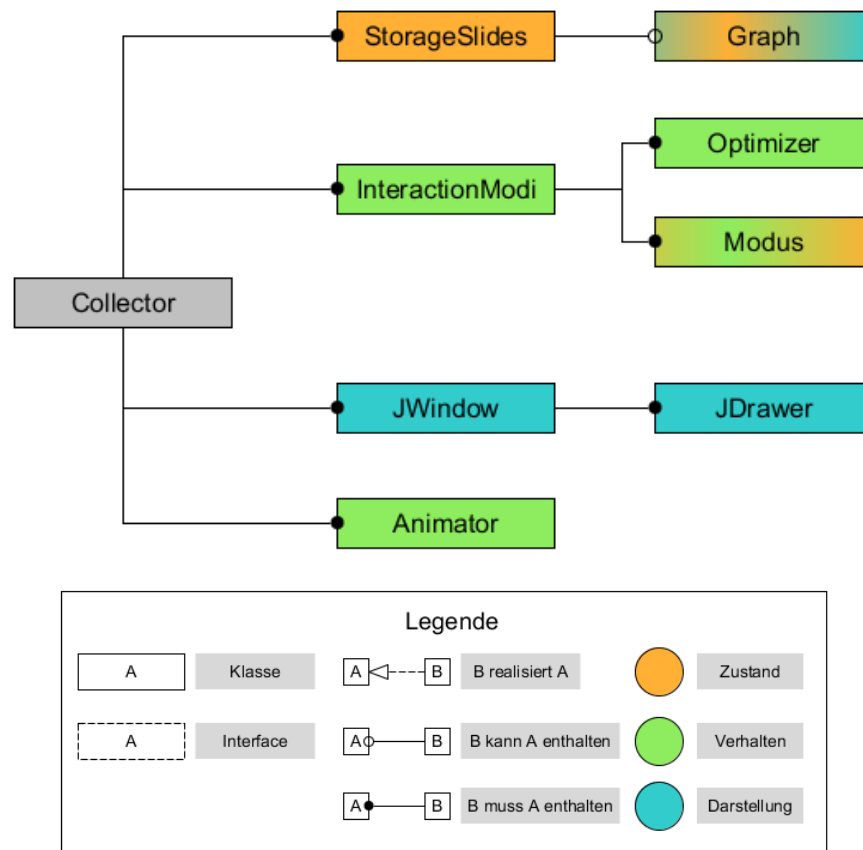 StorageSlides
Graph
Optimizer
InteractionModi
Modus
Collector
JWindow
JDrawer
Animator
Legende
A
Klasse
A
B
B realisiert A
Zustand
A
Interface
A
B
B kann A enthalten
Verhalten
A
B
B muss A enthalten
Darstellung